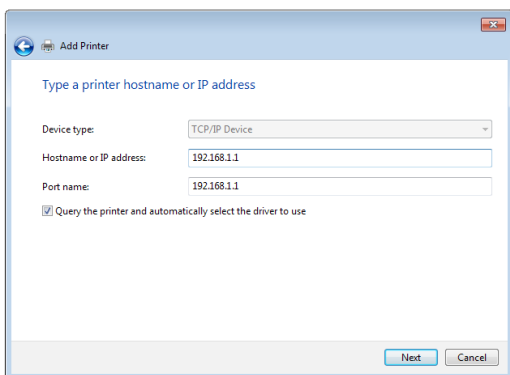 Add Printer
Type a printer hostname or IP address
Device type: TCP/IP Device
Hostname or IP address: 192.168.1.1
Port name: 192.168.1.1
Query the printer and automatically select the driver to use
Next Cancel